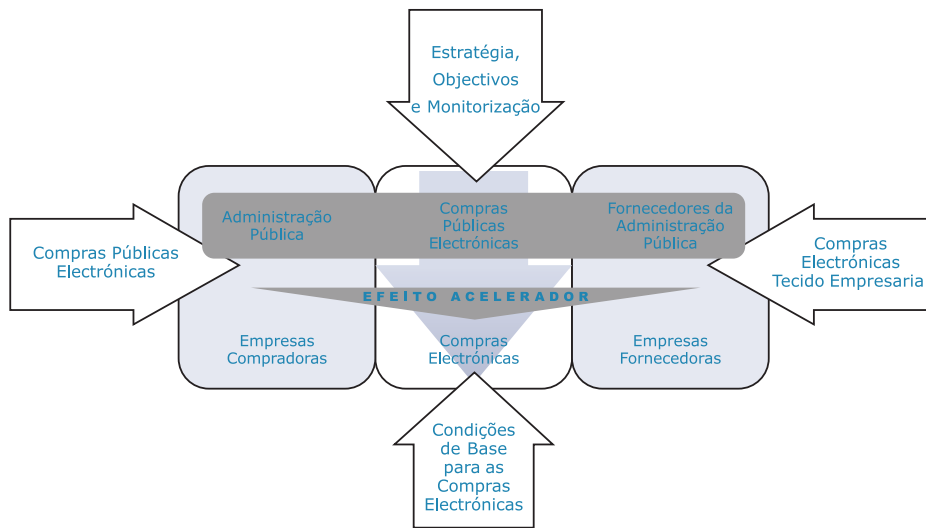 Estratégia,
Objectivos
e Monitorização
Administração
Pública
Compras
Públicas
Electrónicas
Fornecedores da
Administração
Pública
Compras Públicas
Electrónicas
Compras
Electrónicas
Tecido Empresarial
EFEITO ACELERADOR
Empresas
Compradoras
Compras
Electrónicas
Empresas
Fornecedoras
Condições
de Base
para as
Compras
Electrónicas